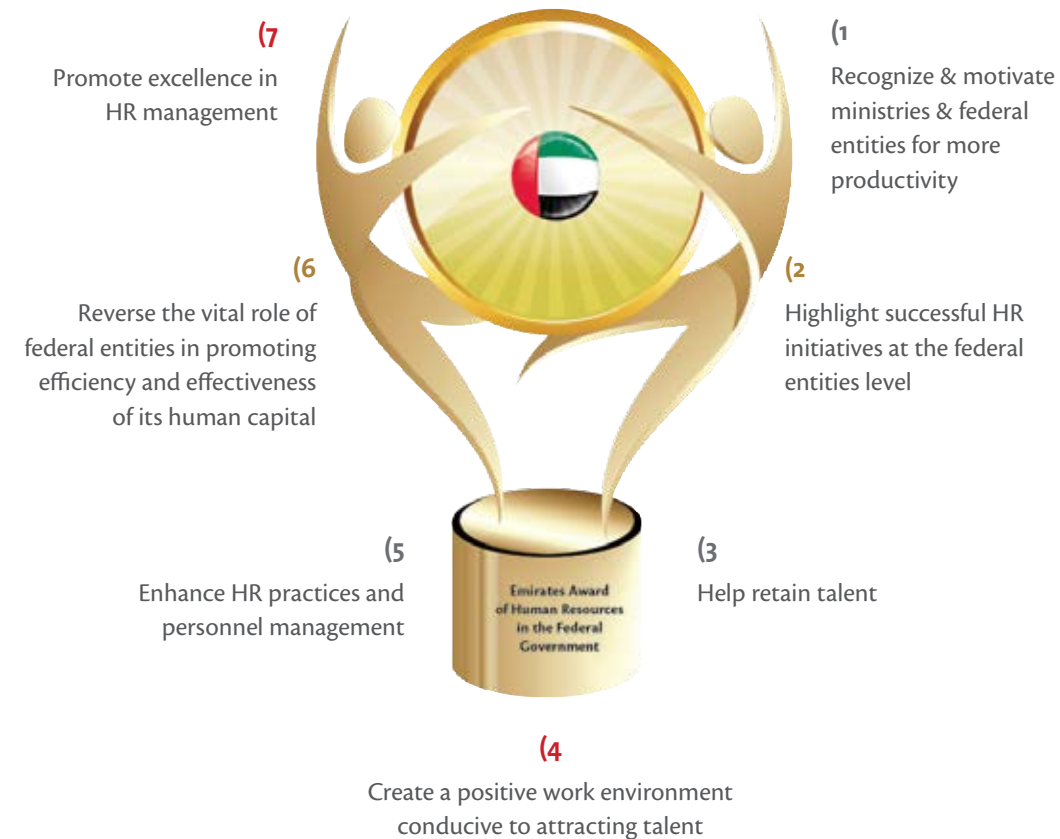 (1
Recognize & motivate
ministries & federal
entities for more
productivity
(2
Highlight successful HR
initiatives at the federal
entities level
(3
Help retain talent
(4
Create a positive work environment
conducive to attracting talent
(5
Enhance HR practices and
personnel management
(6
Reverse the vital role of
federal entities in promoting
efficiency and effectiveness
of its human capital
(7
Promote excellence in
HR management
Emirates Award
of Human Resources
in the Federal
Government